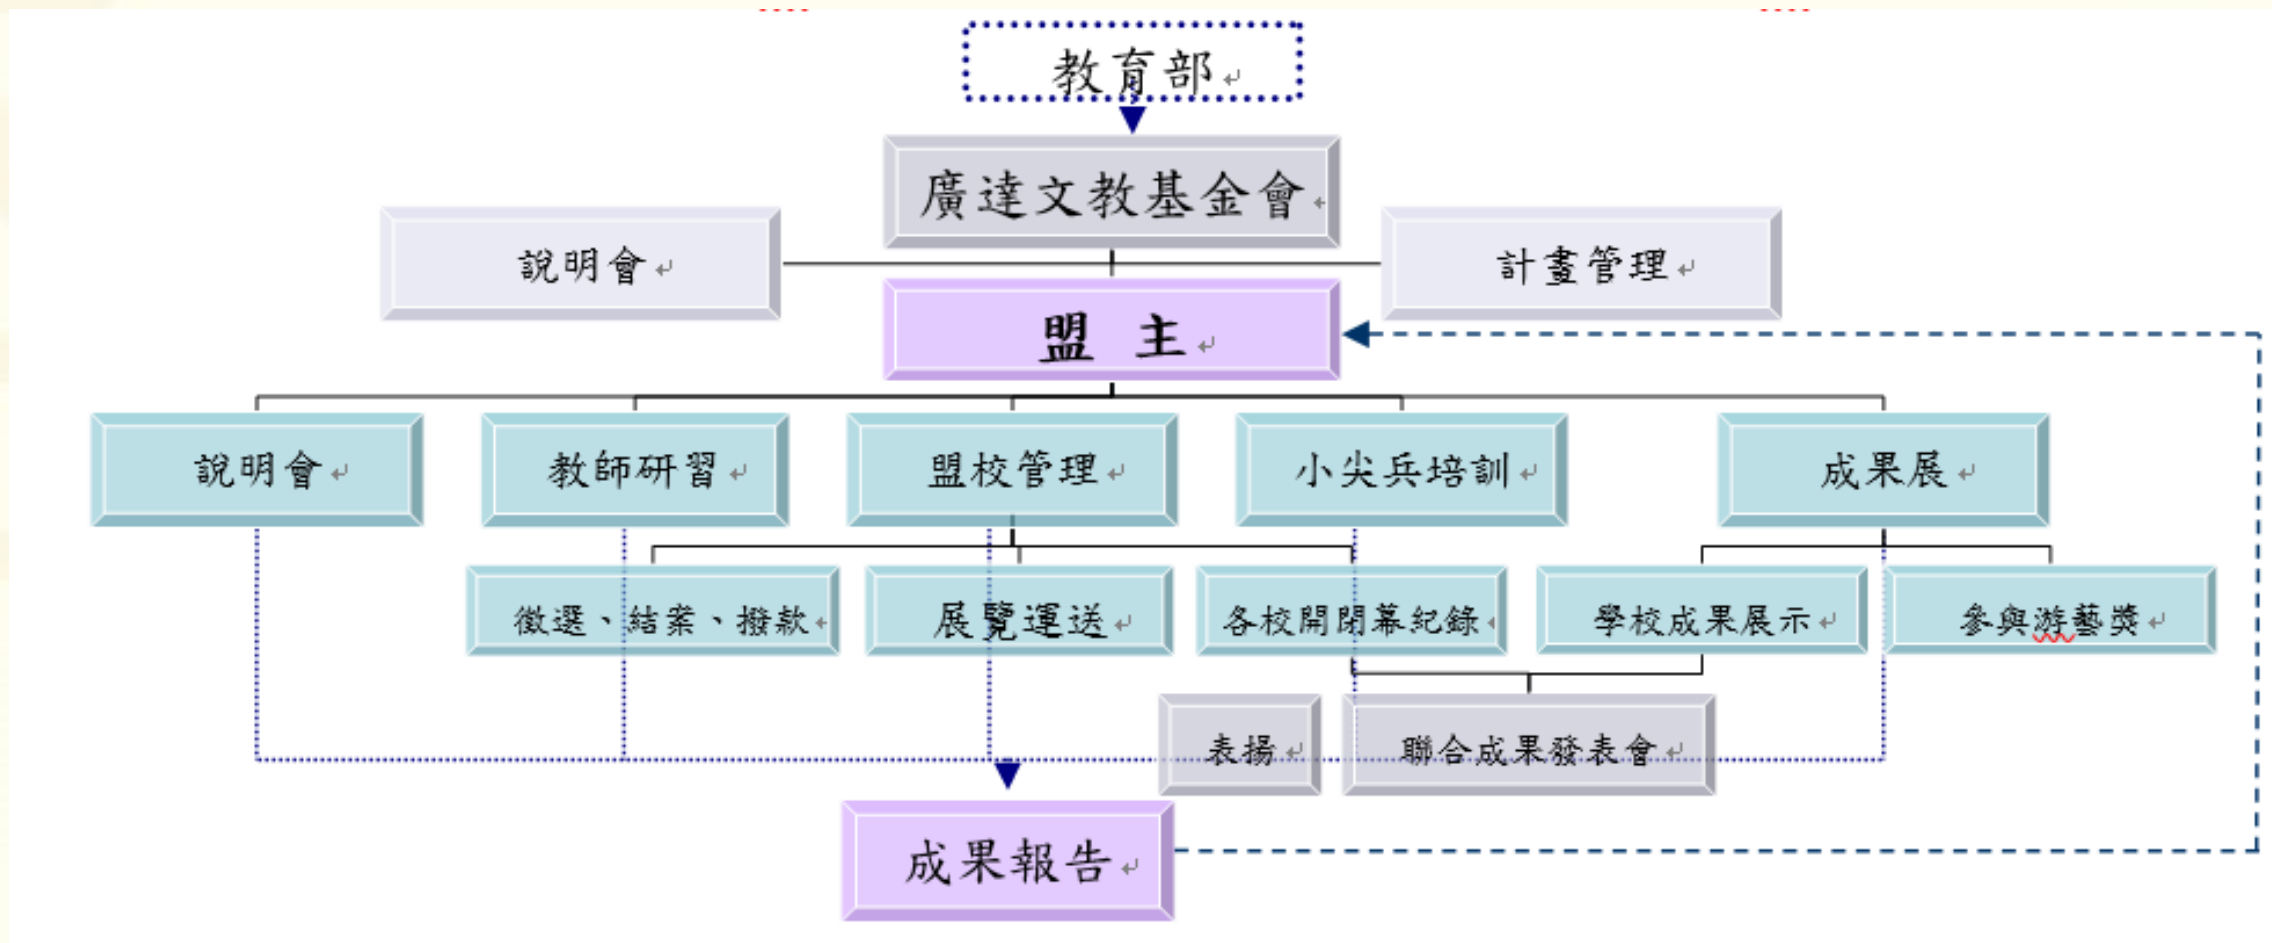 教育部
廣達文教基金會
說明會
計畫管理
盟 主
說明會
教師研習
盟校管理
小尖兵培訓
成果展
徵選、結案、撥款
展覽運送
各校開閉幕紀錄
學校成果展示
參與游藝獎
表揚
聯合成果發表會
成果報告